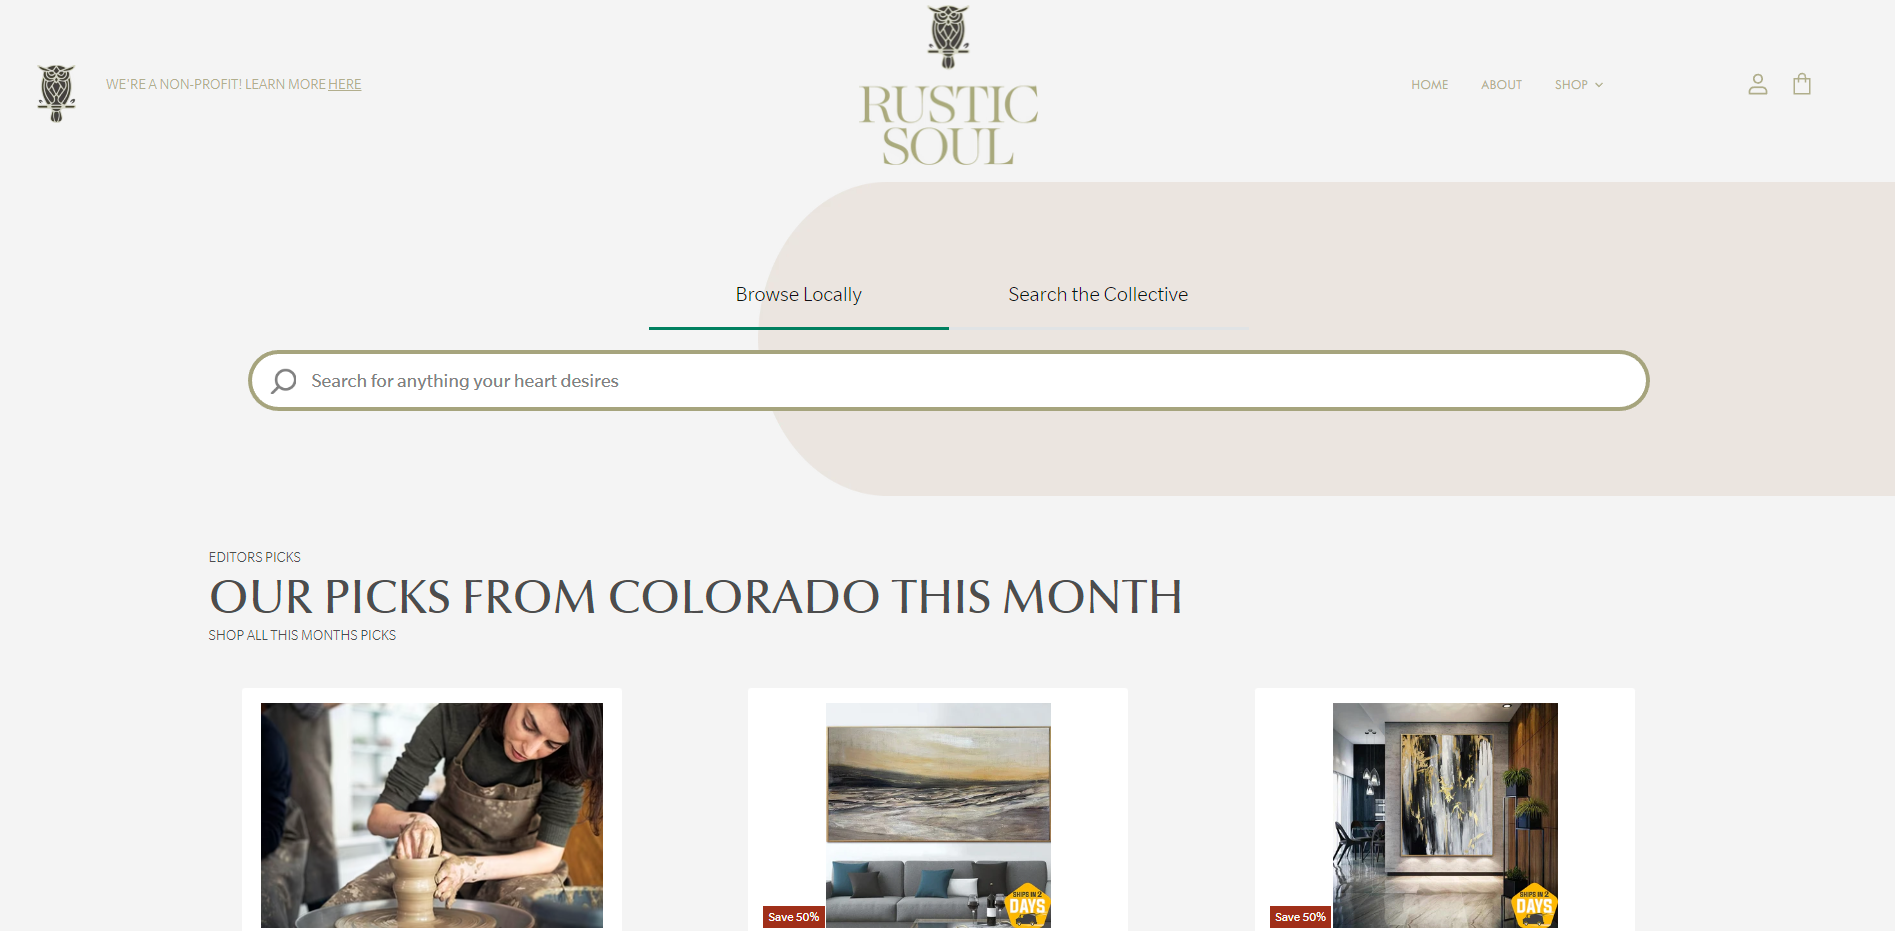 WE'RE A NON-PROFIT! LEARN MORE HERE
RUSTIC
SOUL
HOME
ABOUT
SHOP
Browse Locally
Search the Collective
Search for anything your heart desires
EDITORS PICKS
OUR PICKS FROM COLORADO THIS MONTH
SHOP ALL THIS MONTHS PICKS
Save 50%
SHIPS IN 2
DAYS
Save 50%
SHIPS IN 2
DAYS